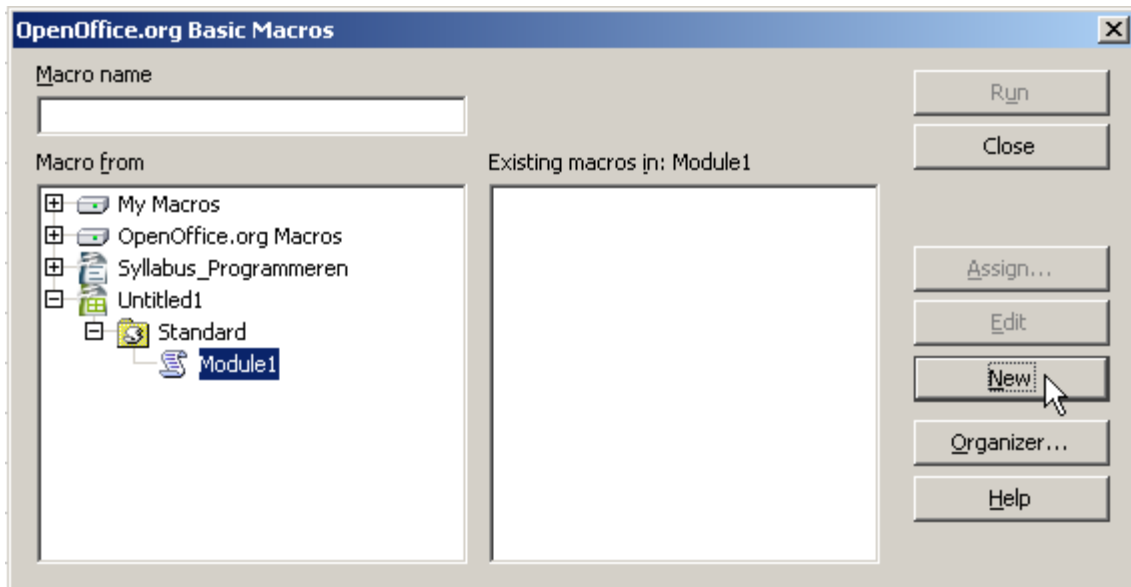 OpenOffice.org Basic Macros
Macro name
Run
Close
Macro from
Existing macros in: Module1
My Macros
OpenOffice.org Macros
Syllabus_Programmeren
Untitled1
Standard
Module1
Assign...
Edit
New
Organizer...
Help